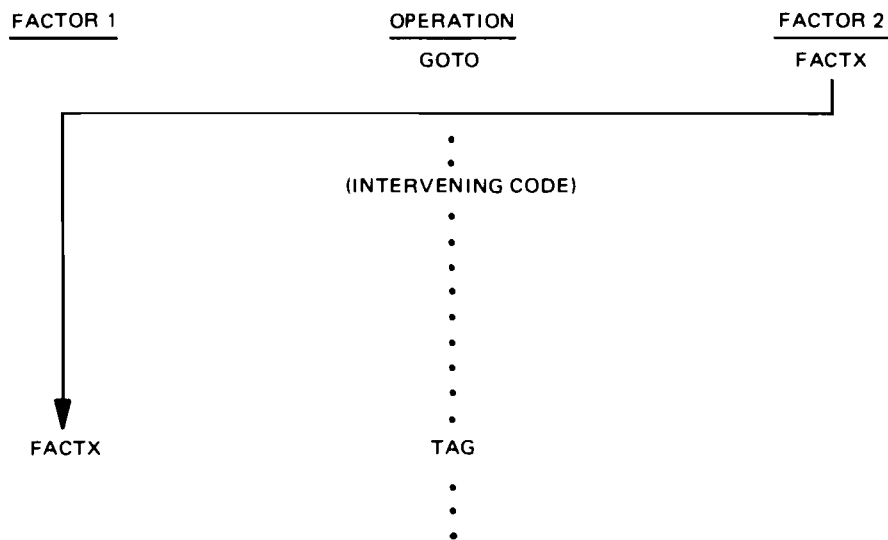 FACTOR 1 OPERATION FACTOR 2
GOTO FACTX
(INTERVENING CODE)
FACTX TAG